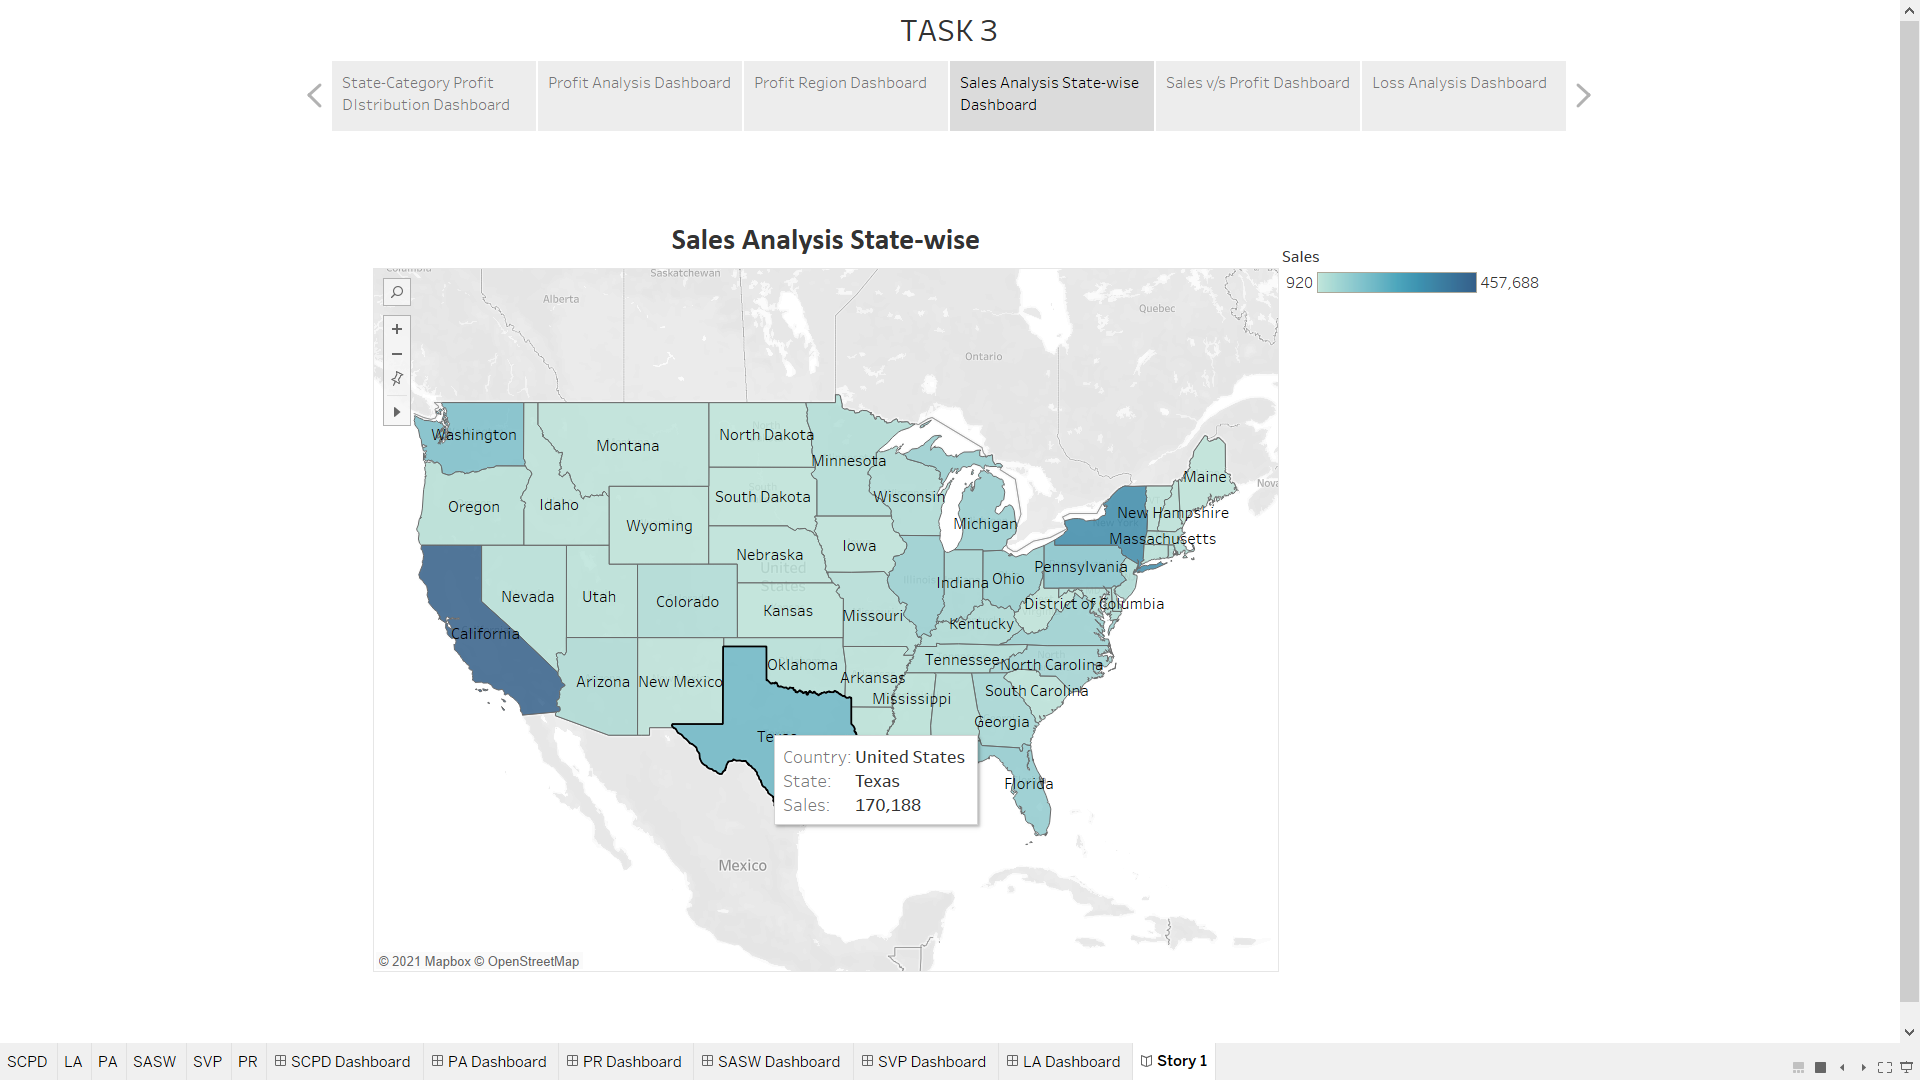 TASK 3
State-Category Profit
DIstribution Dashboard
Profit Analysis Dashboard
Profit Region Dashboard
Sales Analysis State-wise
Dashboard
Sales v/s Profit Dashboard
Loss Analysis Dashboard
Sales Analysis State-wise
Sales
920
457,688
Saskatchewan
Alberta
Quebec
Ontario
Washington
Montana
North Dakota
Minnesota
Maine
Nova
Oregon
Idaho
South Dakota
Wisconsin
Wyoming
Michigan
New Hampshire
Massachusetts
Iowa
Nebraska
United
States
Pennsylvania
Illinois
Indiana
Ohio
Nevada
Utah
Colorado
Kansas
Missouri
District of Columbia
Kentucky
California
Oklahoma
Tennessee
North Carolina
Arizona
New Mexico
Arkansas
South Carolina
Mississippi
Georgia
Texas
Country: United States
State: Texas
Sales: 170,188
Florida
Mexico
© 2021 Mapbox © OpenStreetMap
SCPD
LA
PA
SASW
SVP
PR
SCPD Dashboard
PA Dashboard
PR Dashboard
SASW Dashboard
SVP Dashboard
LA Dashboard
Story 1